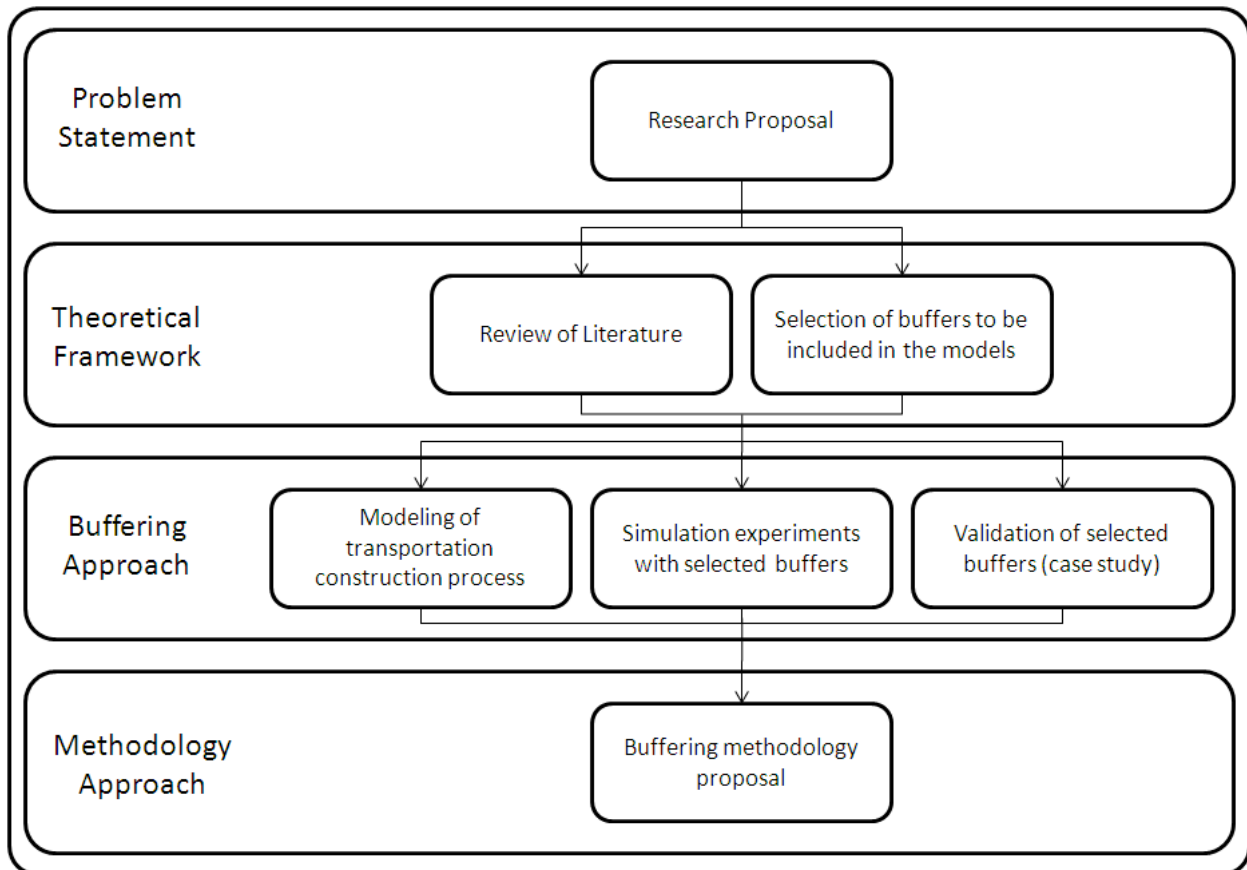 Problem
Statement
Research Proposal
Theoretical
Framework
Review of Literature
Selection of buffers to be
included in the models
Buffering
Approach
Modeling of
transportation
construction process
Simulation experiments
with selected buffers
Validation of selected
buffers (case study)
Methodology
Approach
Buffering methodology
proposal